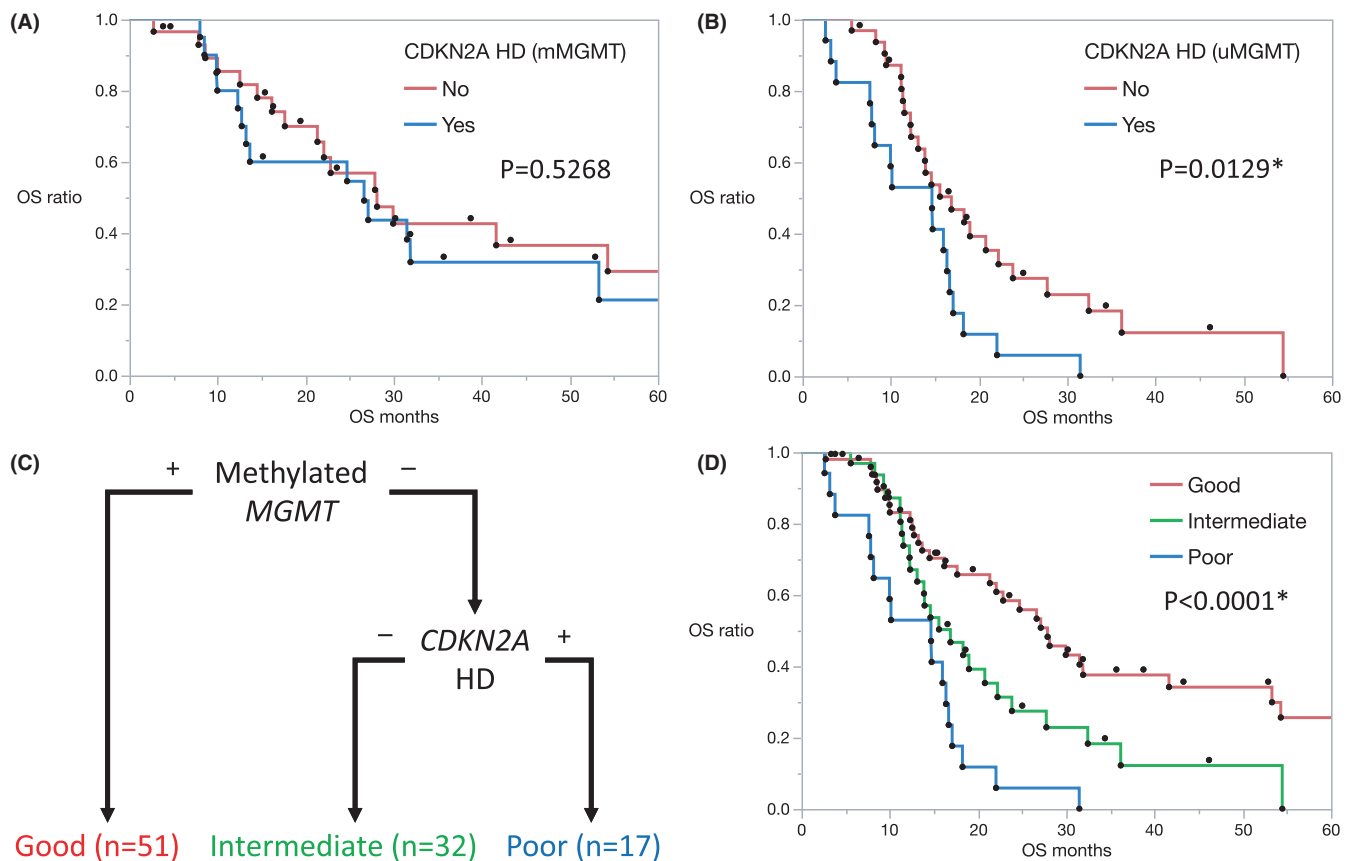 (A)
1.0
0.8
0.6
0.4
0.2
0.0
OS ratio
CDKN2A HD (mMGMT)
No
Yes
P=0.5268
0 10 20 30 40 50 60
OS months
(B)
1.0
0.8
0.6
0.4
0.2
0.0
OS ratio
CDKN2A HD (uMGMT)
No
Yes
P=0.0129*
0 10 20 30 40 50 60
OS months
(C)
+ Methylated –
MGMT
– CDKN2A +
HD
Good (n=51) Intermediate (n=32) Poor (n=17)
(D)
1.0
0.8
0.6
0.4
0.2
0.0
OS ratio
Good
Intermediate
Poor
P<0.0001*
0 10 20 30 40 50 60
OS months